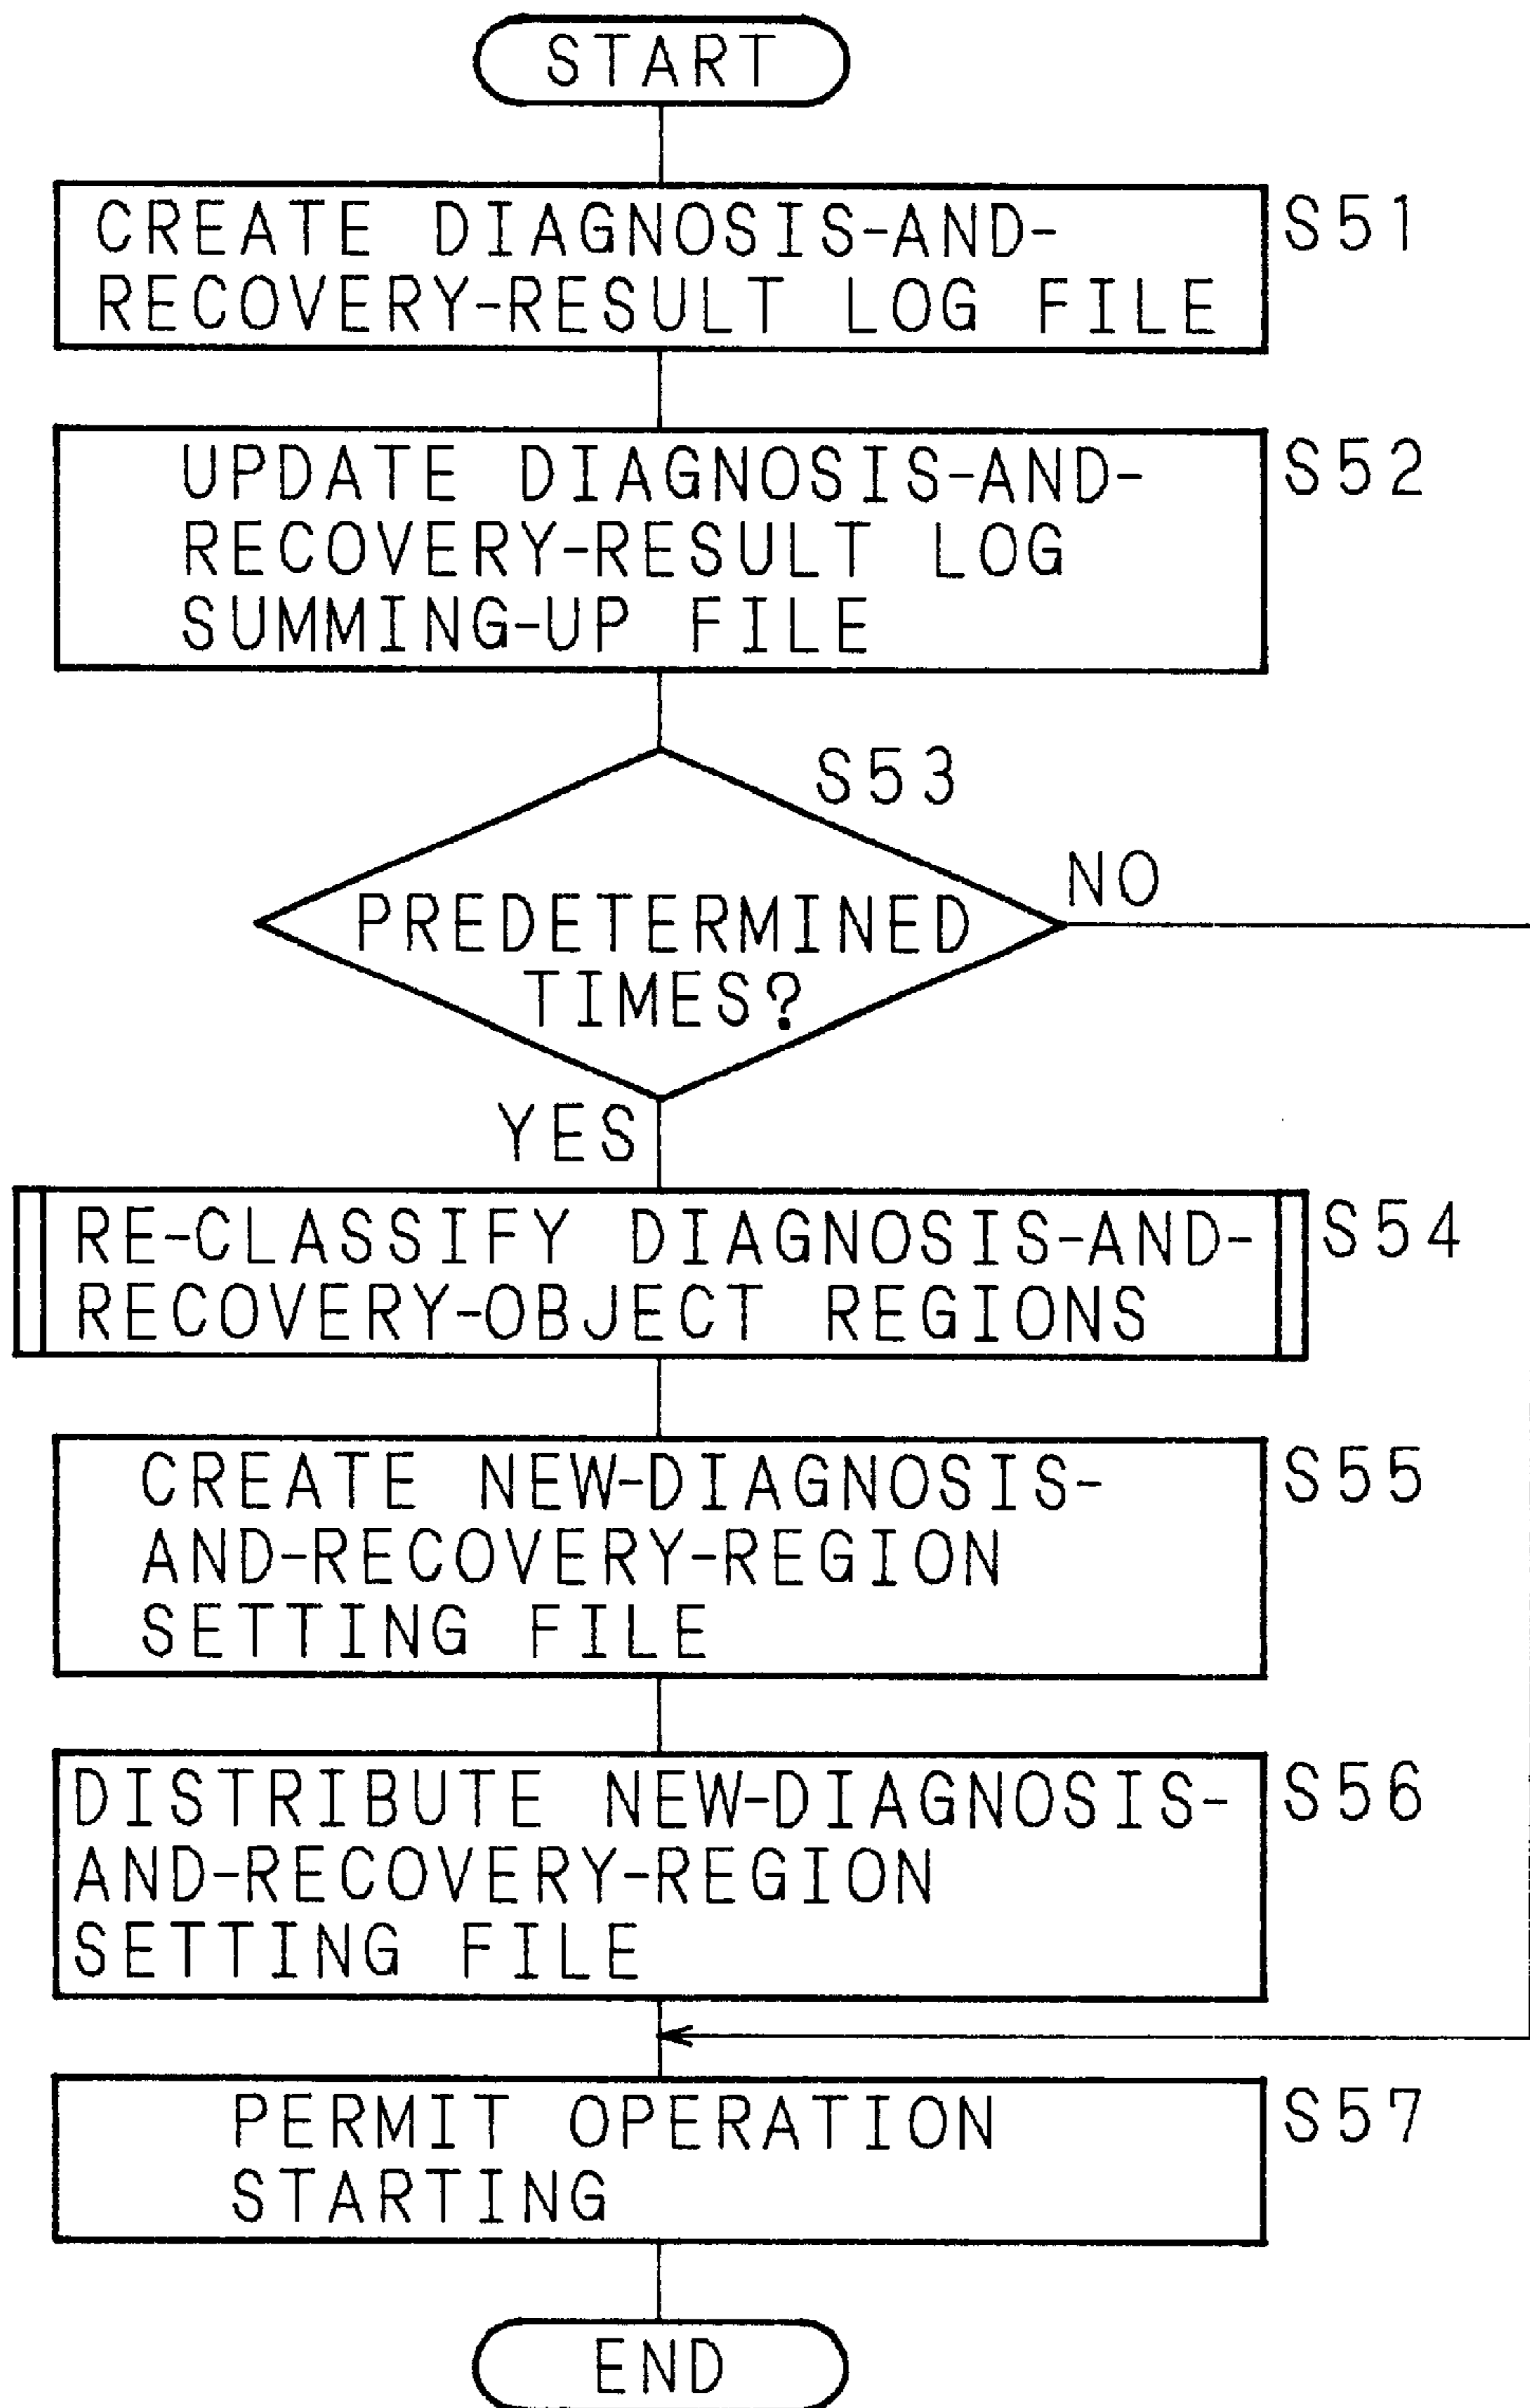 START
CREATE DIAGNOSIS-AND-
RECOVERY-RESULT LOG FILE
S51
UPDATE DIAGNOSIS-AND-
RECOVERY-RESULT LOG
SUMMING-UP FILE
S52
S53
PREDETERMINED
TIMES?
NO
YES
RE-CLASSIFY DIAGNOSIS-AND-
RECOVERY-OBJECT REGIONS
S54
CREATE NEW-DIAGNOSIS-
AND-RECOVERY-REGION
SETTING FILE
S55
DISTRIBUTE NEW-DIAGNOSIS-
AND-RECOVERY-REGION
SETTING FILE
S56
PERMIT OPERATION
STARTING
S57
END